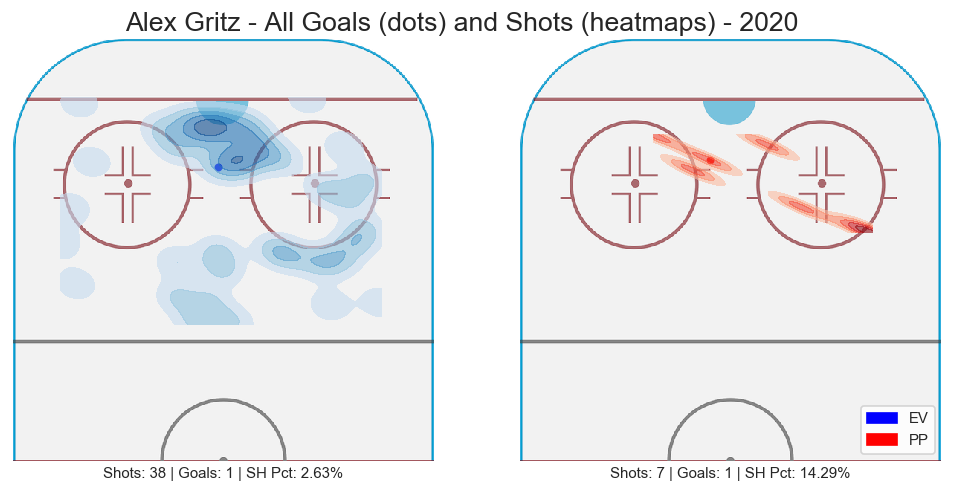 Alex Gritz - All Goals (dots) and Shots (heatmaps) - 2020
EV
PP
Shots: 38 | Goals: 1 | SH Pct: 2.63%
Shots: 7 | Goals: 1 | SH Pct: 14.29%